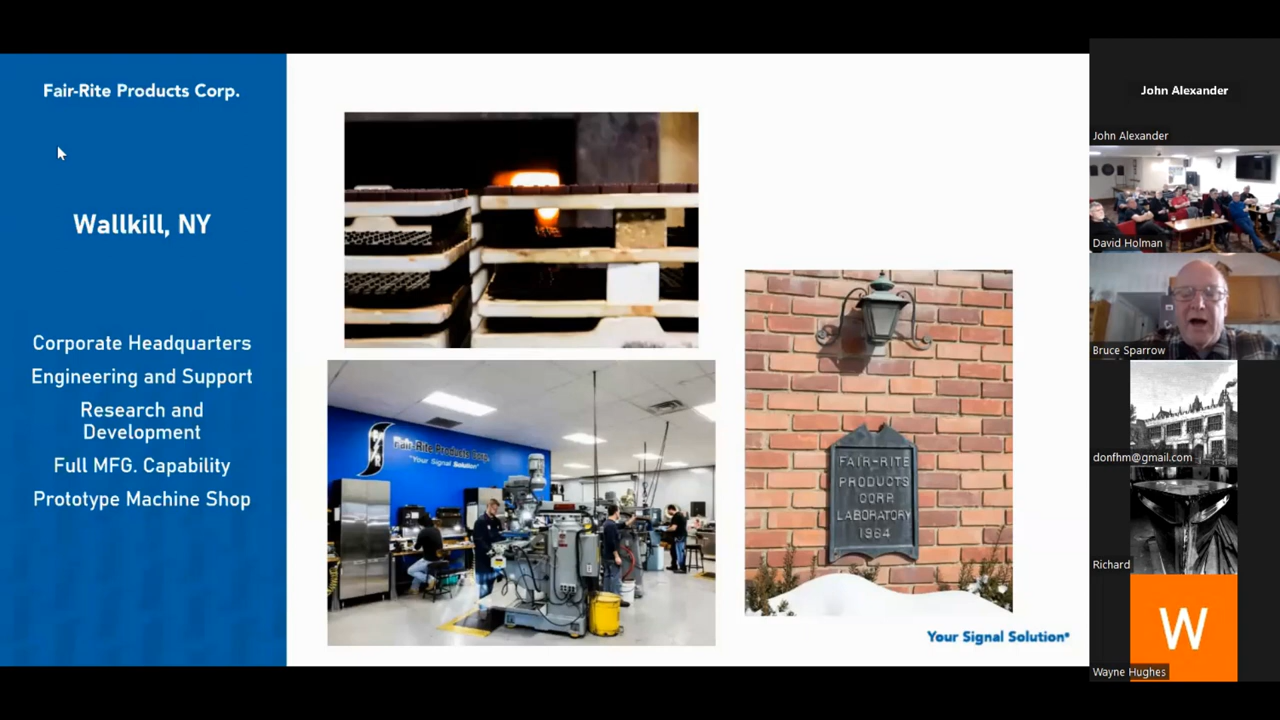 Fair-Rite Products Corp.
Wallkill, NY
Corporate Headquarters
Engineering and Support
Research and
Development
Full MFG. Capability
Prototype Machine Shop
Fair-Rite Products Corp.
"Your Signal Solution"
FAIR-RITE
PRODUCTS
CORP.
LABORATORY
1964
Your Signal Solution®
John Alexander
John Alexander
David Holman
Bruce Sparrow
donfhm@gmail.com
Richard
W
Wayne Hughes